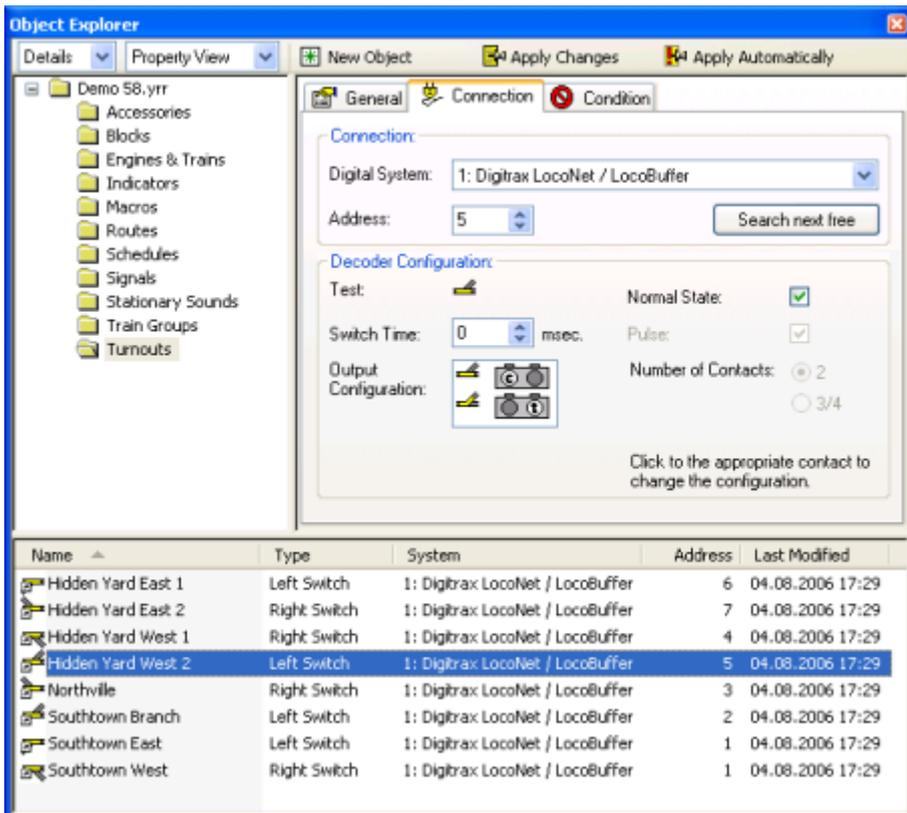 Object Explorer
Details Property View New Object Apply Changes Apply Automatically
Demo 58.yrr
Accessories
Blocks
Engines & Trains
Indicators
Macros
Routes
Schedules
Signals
Stationary Sounds
Train Groups
Turnouts
General Connection Condition
Connection:
Digital System: 1: Digitrax LocoNet / LocoBuffer
Address: 5 Search next free
Decoder Configuration:
Test: Normal State:
Switch Time: 0 msec. Pulse:
Output Configuration: c t Number of Contacts: 2
3/4
Click to the appropriate contact to
change the configuration.
Name Type System Address Last Modified
Hidden Yard East 1 Left Switch 1: Digitrax LocoNet / LocoBuffer 6 04.08.2006 17:29
Hidden Yard East 2 Right Switch 1: Digitrax LocoNet / LocoBuffer 7 04.08.2006 17:29
Hidden Yard West 1 Right Switch 1: Digitrax LocoNet / LocoBuffer 4 04.08.2006 17:29
Hidden Yard West 2 Left Switch 1: Digitrax LocoNet / LocoBuffer 5 04.08.2006 17:29
Northville Right Switch 1: Digitrax LocoNet / LocoBuffer 3 04.08.2006 17:29
Southtown Branch Left Switch 1: Digitrax LocoNet / LocoBuffer 2 04.08.2006 17:29
Southtown East Left Switch 1: Digitrax LocoNet / LocoBuffer 1 04.08.2006 17:29
Southtown West Right Switch 1: Digitrax LocoNet / LocoBuffer 1 04.08.2006 17:29